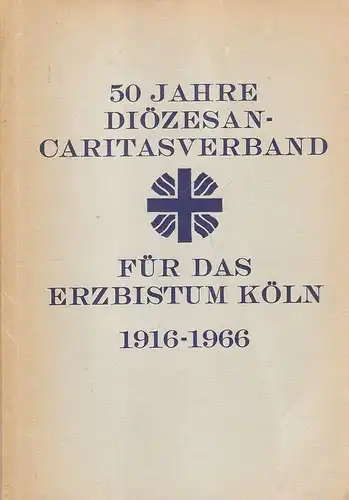 50 JAHRE
DIÖZESAN-
CARITASVERBAND
FÜR DAS
ERZBISTUM KÖLN
1916-1966